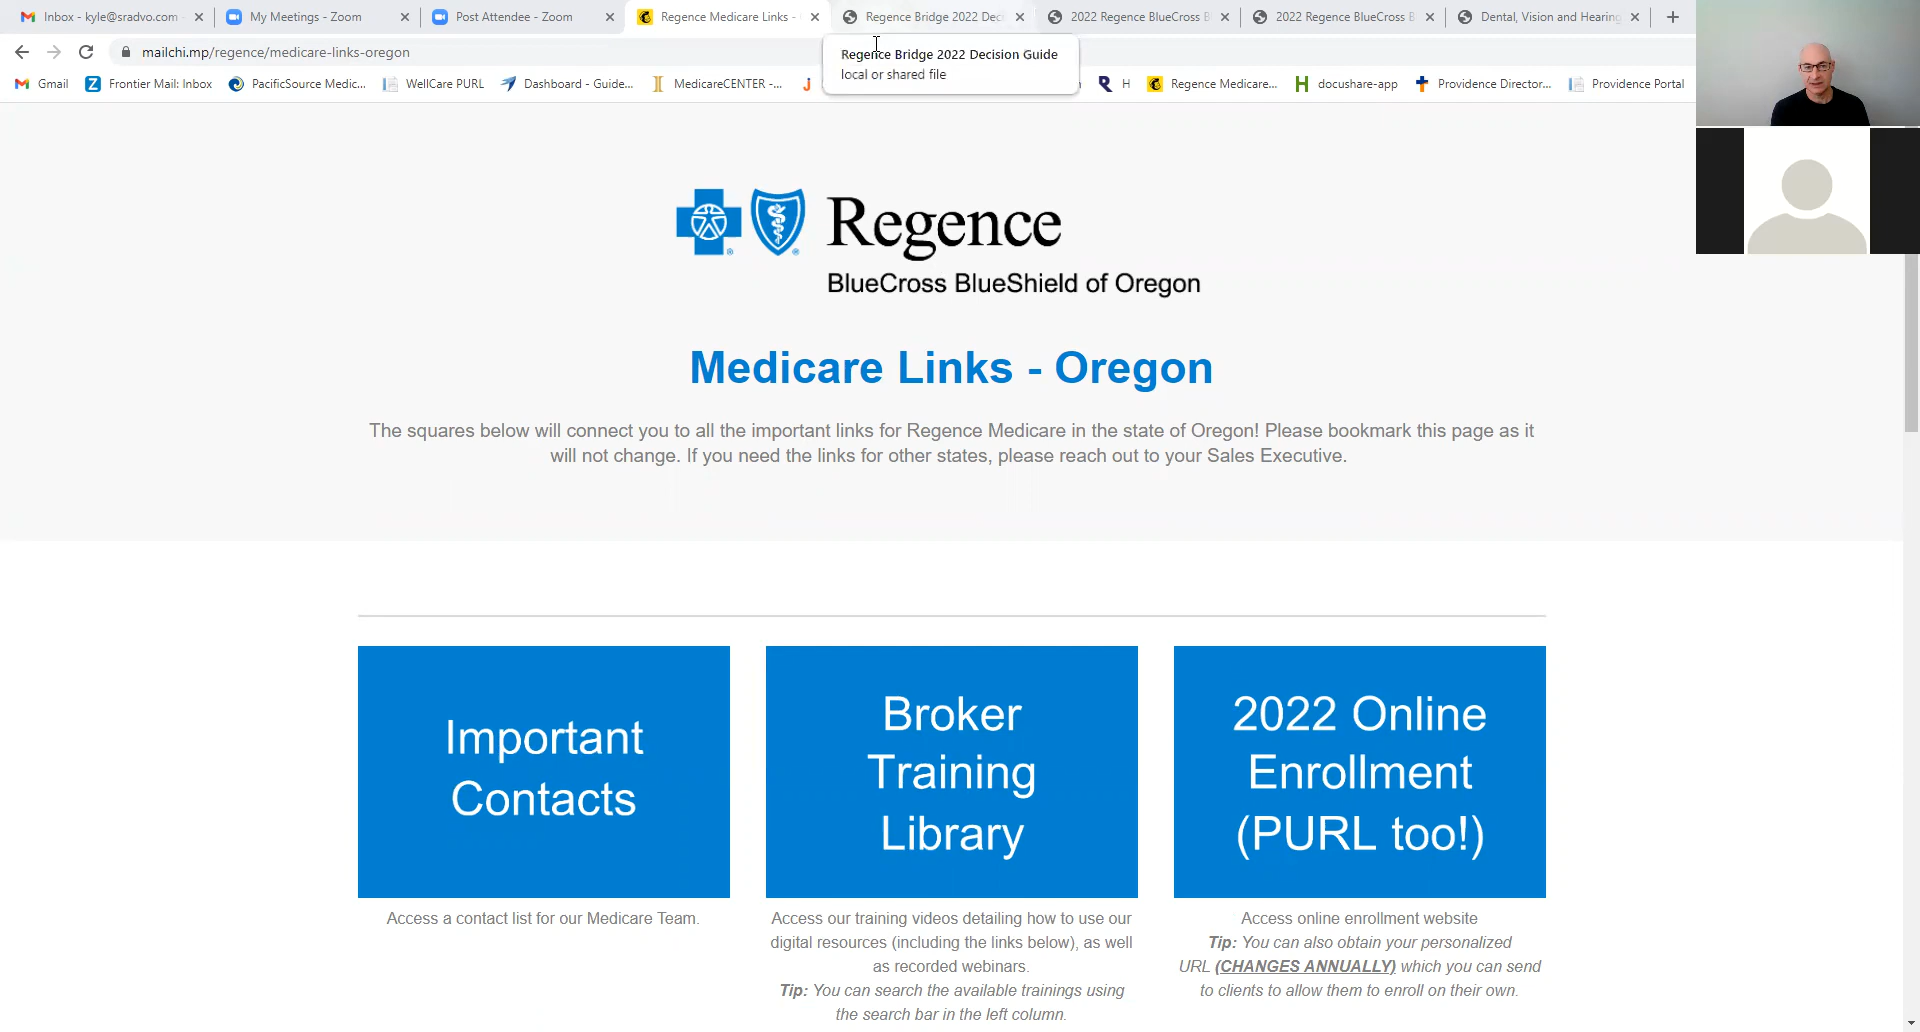 Inbox - kyle@sradvo.com -
My Meetings - Zoom
Post Attendee - Zoom
Regence Medicare Links -
Regence Bridge 2022 Dec
2022 Regence BlueCross B
2022 Regence BlueCross B
Dental, Vision and Hearing
mailchi.mp/regence/medicare-links-oregon
Regence Bridge 2022 Decision Guide
local or shared file
Gmail
Frontier Mail: Inbox
PacificSource Medic...
WellCare PURL
Dashboard - Guide...
MedicareCENTER -...
H
Regence Medicare...
docushare-app
Providence Director...
Providence Portal
Regence
BlueCross BlueShield of Oregon
Medicare Links - Oregon
The squares below will connect you to all the important links for Regence Medicare in the state of Oregon! Please bookmark this page as it
will not change. If you need the links for other states, please reach out to your Sales Executive.
Important
Contacts
Access a contact list for our Medicare Team.
Broker
Training
Library
Access our training videos detailing how to use our
digital resources (including the links below), as well
as recorded webinars.
Tip: You can search the available trainings using
the search bar in the left column.
2022 Online
Enrollment
(PURL too!)
Access online enrollment website
Tip: You can also obtain your personalized
URL (CHANGES ANNUALLY) which you can send
to clients to allow them to enroll on their own.